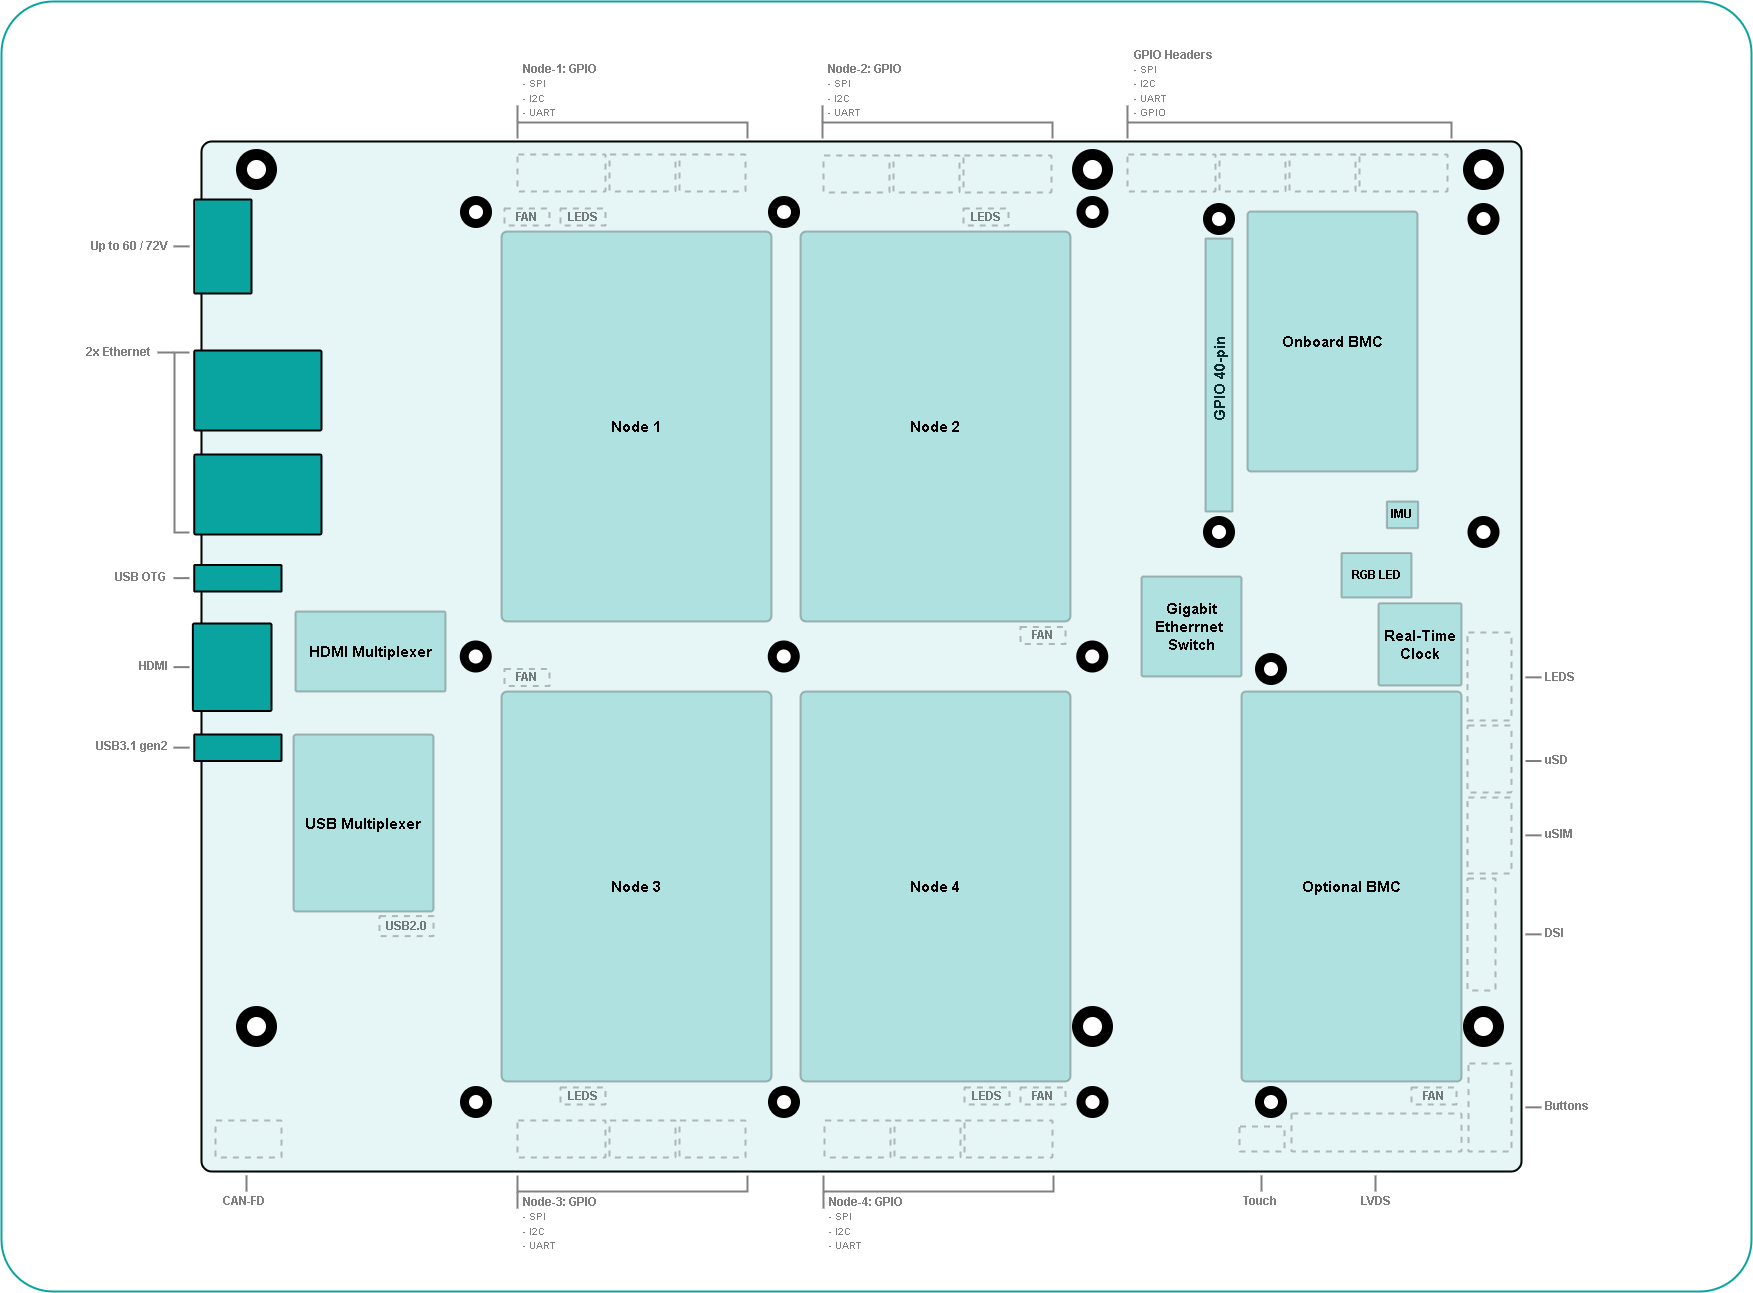 GPIO Headers
- SPI
- I2C
- UART
- GPIO
Node-1: GPIO
- SPI
- I2C
- UART
Node-2: GPIO
- SPI
- I2C
- UART
FAN
LEDS
LEDS
Up to 60 / 72V
2x Ethernet
USB OTG
HDMI
USB3.1 gen2
Node 1
Node 2
GPIO 40-pin
Onboard BMC
IMU
RGB LED
Gigabit
Etherrnet
Switch
Real-Time
Clock
HDMI Multiplexer
FAN
FAN
USB Multiplexer
USB2.0
Node 3
Node 4
Optional BMC
LEDS
uSD
uSIM
DSI
Buttons
LEDS
LEDS
FAN
FAN
CAN-FD
Node-3: GPIO
- SPI
- I2C
- UART
Node-4: GPIO
- SPI
- I2C
- UART
Touch
LVDS